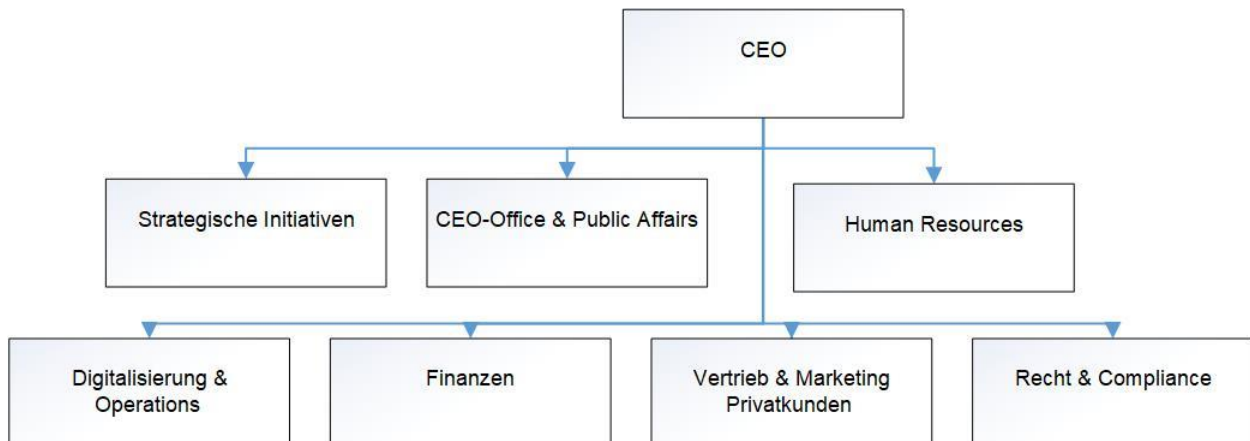 CEO
Strategische Initiativen
CEO-Office & Public Affairs
Human Resources
Digitalisierung &
Operations
Finanzen
Vertrieb & Marketing
Privatkunden
Recht & Compliance